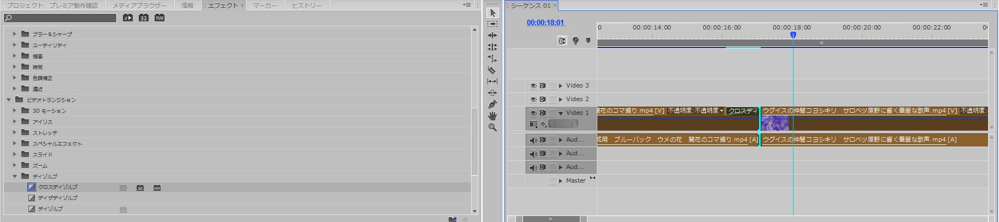 プロジェクト: プレミア動作確認 メディアブラウザー 情報 エフェクト × マーカー ヒストリー
32 YUV
ブラー&シャープ
ユーティリティ
描画
時間
色調補正
遠近
ビデオトランジション
3D モーション
アイリス
ストレッチ
スペシャルエフェクト
スライド
ズーム
ディゾルブ
クロスディゾルブ 32 YUV
ディザディゾルブ
ディゾルブ
シーケンス 01 ×
00:00:18:01
0 00:00:14:00 00:00:16:00 00:00:18:00 00:00:20:00 00:00:22:00 00
Video 3
Video 2
Video 1 開花のコマ撮り.mp4 [V] 不透明度:不透明度 クロスディ ウグイスの仲間コヨシキリ サロベツ原野に響く華麗な歌声.mp4 [V] 不透明度:
Aud... 成用 ブルーバック ウメの花 開花のコマ撮り.mp4 [A] ウグイスの仲間コヨシキリ サロベツ原野に響く華麗な歌声.mp4 [A]
Aud...
Aud...
Master